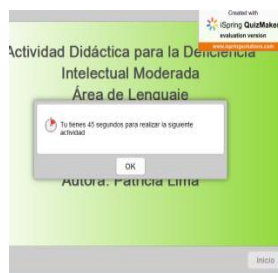 Created with
iSpring QuizMaker
evaluation version
www.ispringsolutions.com
Actividad Didáctica para la Deficiencia
Intelectual Moderada
Área de Lenguaje
Tu tienes 45 segundos para realizar la siguiente
actividad
OK
Autora: Patricia Lima
Inicio